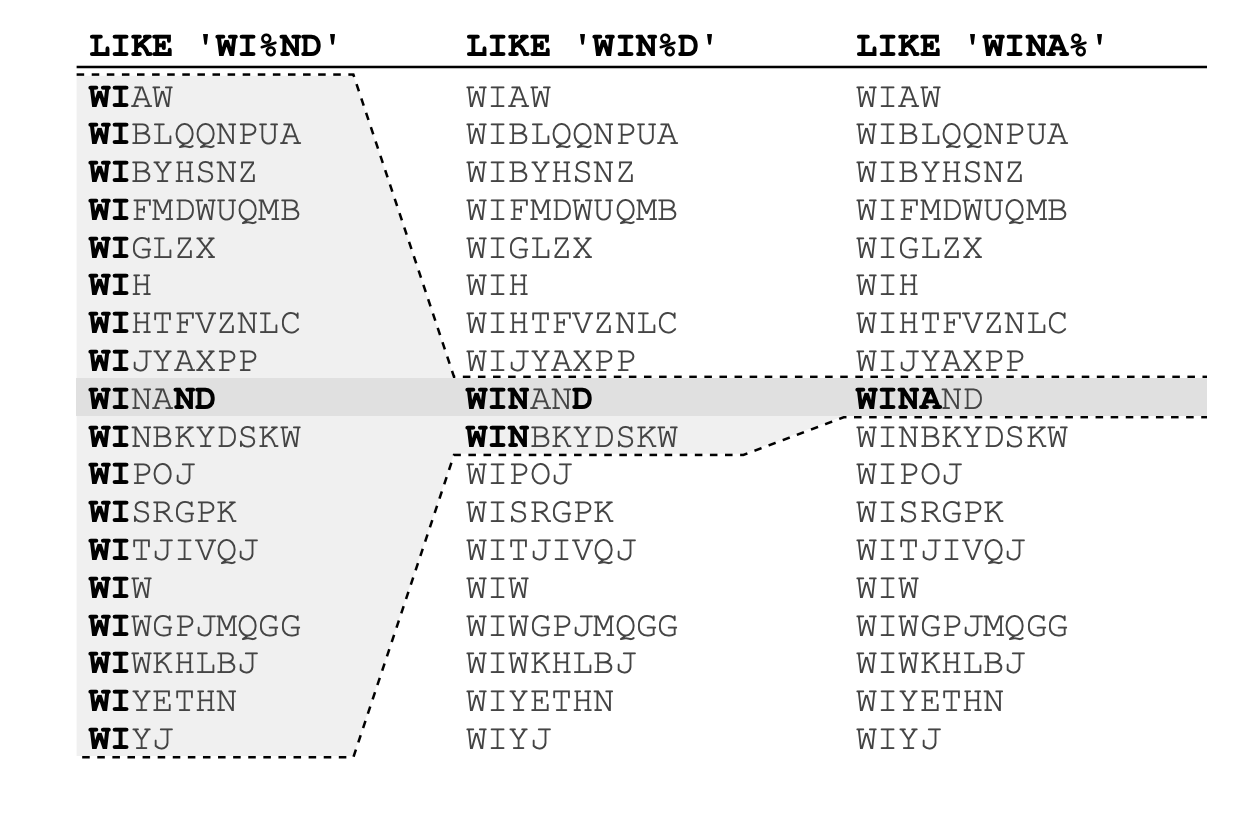 LIKE 'WI%ND' LIKE 'WIN%D' LIKE 'WINA%'
WIAW WIAW WIAW
WIBLQQNPUA WIBLQQNPUA WIBLQQNPUA
WIBYHSNZ WIBYHSNZ WIBYHSNZ
WIFMDWUQMB WIFMDWUQMB WIFMDWUQMB
WIGLZX WIGLZX WIGLZX
WIH WIH WIH
WIHTFVZNLC WIHTFVZNLC WIHTFVZNLC
WIJYAXPP WIJYAXPP WIJYAXPP
WINAND WINAND WINAND
WINBKYDSKW WINBKYDSKW WINBKYDSKW
WIPOJ WIPOJ WIPOJ
WISRGPK WISRGPK WISRGPK
WITJIVQJ WITJIVQJ WITJIVQJ
WIW WIW WIW
WIWGPJMQGG WIWGPJMQGG WIWGPJMQGG
WIWKHLBJ WIWKHLBJ WIWKHLBJ
WIYETHN WIYETHN WIYETHN
WIYJ WIYJ WIYJ